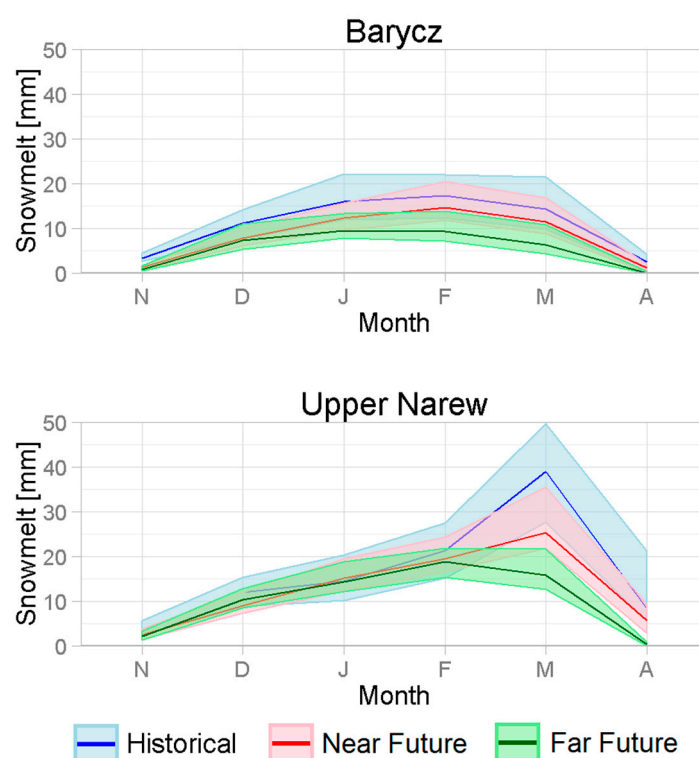 Barycz
50
40
30
20
10
0
Snowmelt [mm]
N D J F M A
Month
Upper Narew
50
40
30
20
10
0
Snowmelt [mm]
N D J F M A
Month
Historical Near Future Far Future